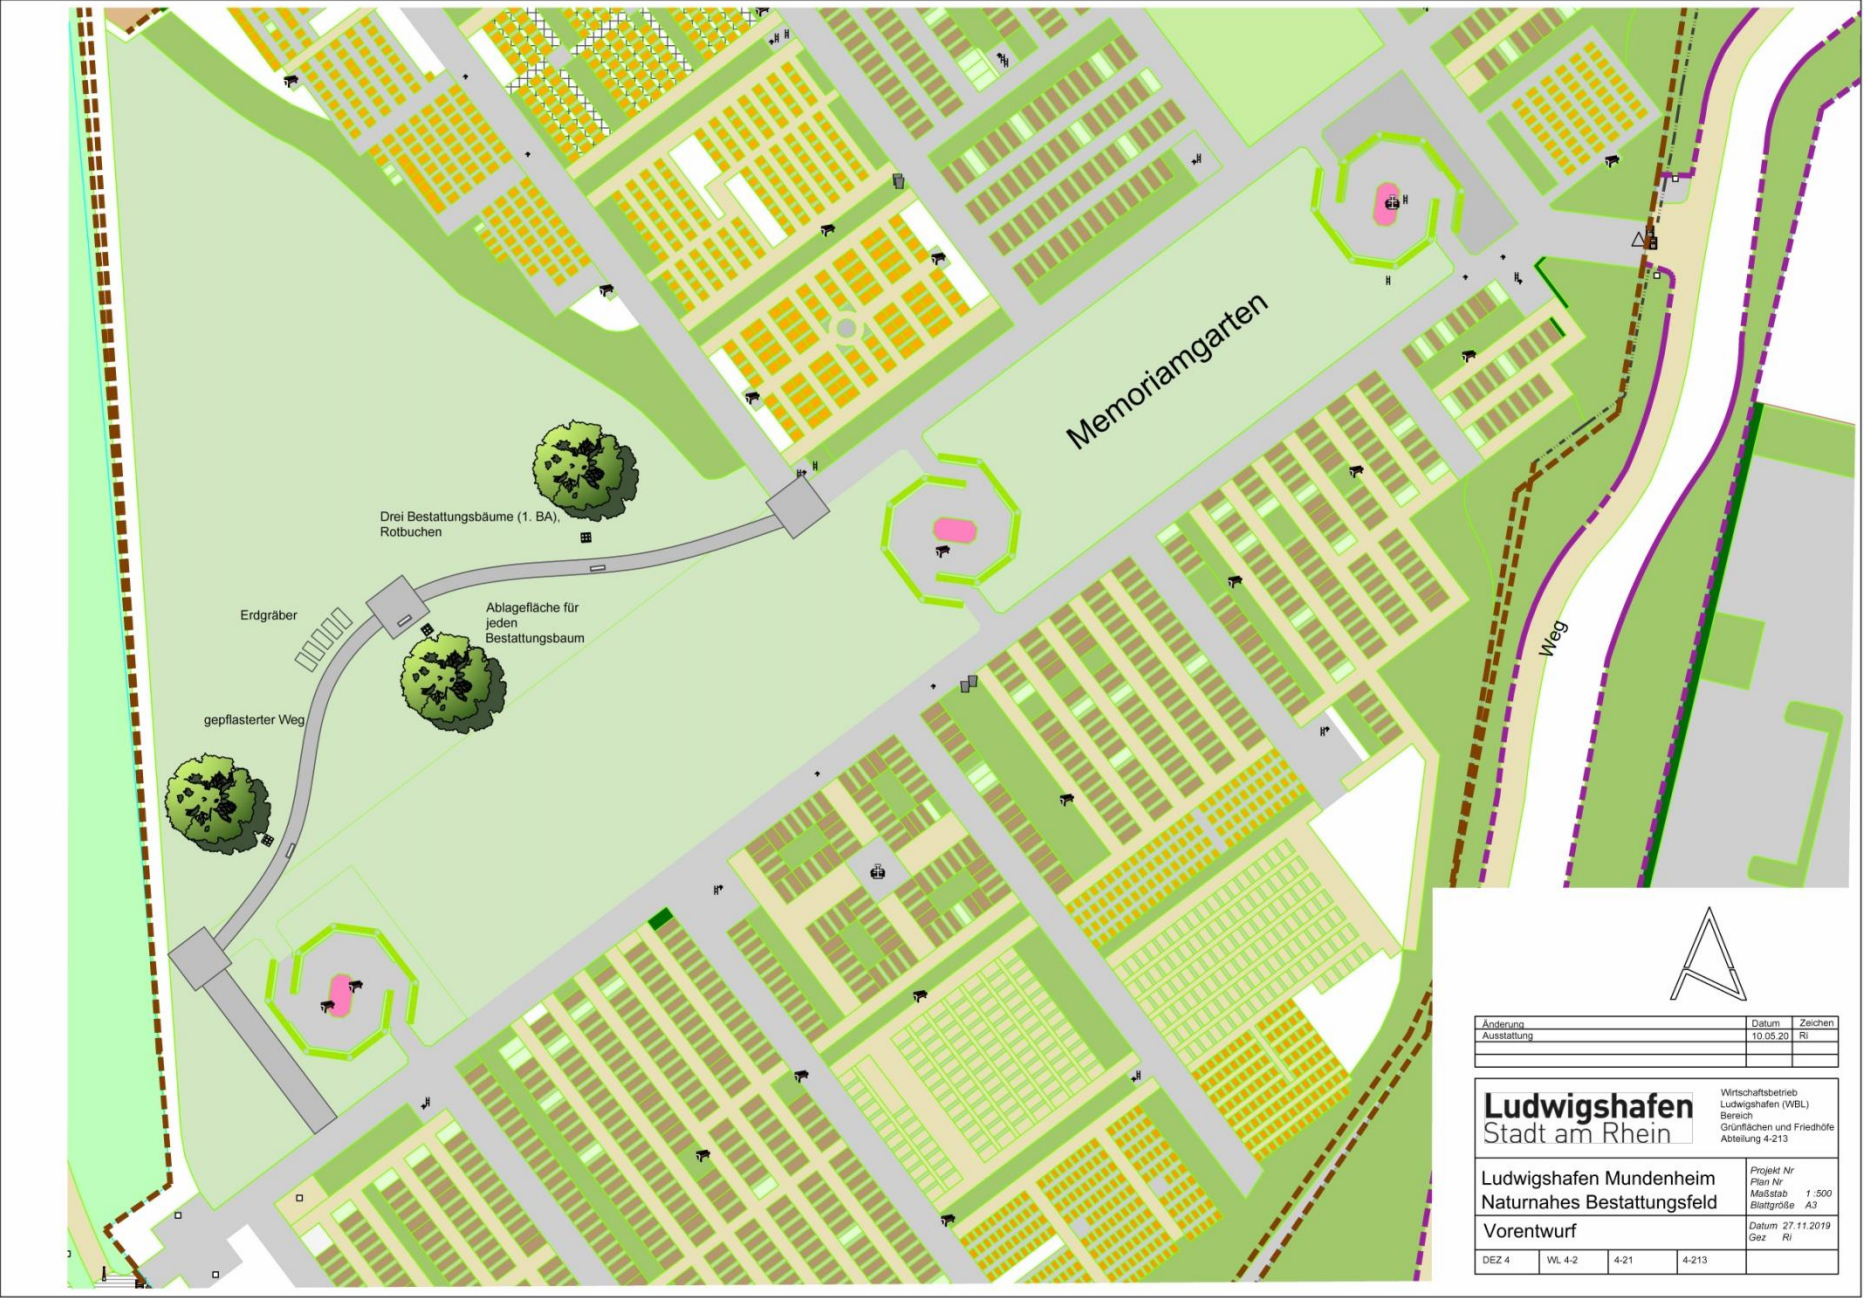 Memoriamgarten
Drei Bestattungsbäume (1. BA),
Rotbuchen
Erdgräber
Ablagefläche für
jeden
Bestattungsbaum
gepflasterter Weg
Weg
Änderung Datum Zeichen
Ausstattung 10.05.20 Ri
Ludwigshafen
Stadt am Rhein
Wirtschaftsbetrieb
Ludwigshafen (WBL)
Bereich
Grünflächen und Friedhöfe
Abteilung 4-213
Ludwigshafen Mundenheim
Naturnahes Bestattungsfeld
Projekt Nr
Plan Nr
Maßstab 1 :500
Blattgröße A3
Vorentwurf
Datum 27.11.2019
Gez Ri
DEZ 4 WL 4-2 4-21 4-213